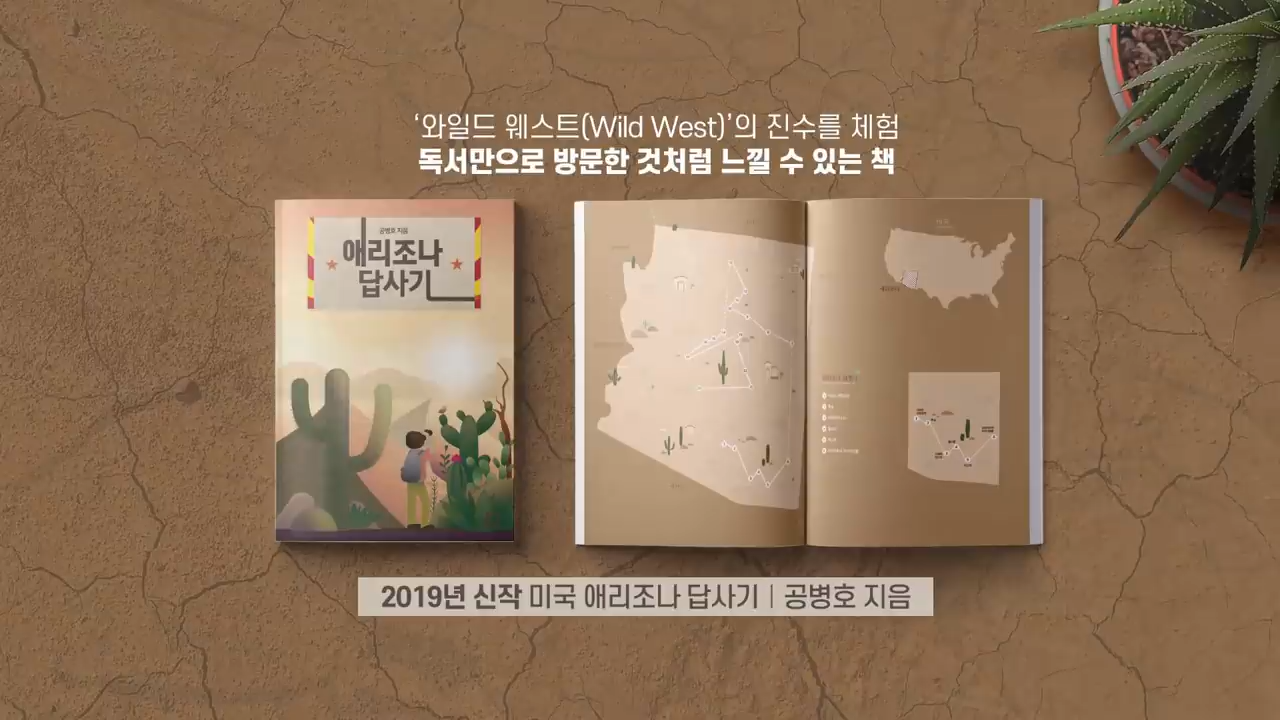 ‘와일드 웨스트(Wild West)’의 진수를 체험
독서만으로 방문한 것처럼 느낄 수 있는 책
공병호 지음
애리조나
답사기
2019년 신작 미국 애리조나 답사기 | 공병호 지음